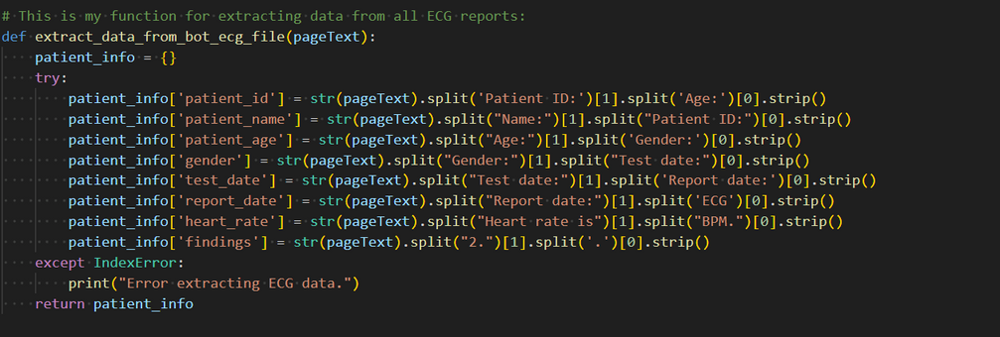 # This is my function for extracting data from all ECG reports:
def extract_data_from_bot_ecg_file(pageText):
    patient_info = {}
    try:
        patient_info['patient_id'] = str(pageText).split('Patient ID:')[1].split('Age:')[0].strip()
        patient_info['patient_name'] = str(pageText).split("Name:")[1].split("Patient ID:")[0].strip()
        patient_info['patient_age'] = str(pageText).split("Age:")[1].split('Gender:')[0].strip()
        patient_info['gender'] = str(pageText).split("Gender:")[1].split("Test date:")[0].strip()
        patient_info['test_date'] = str(pageText).split("Test date:")[1].split('Report date:')[0].strip()
        patient_info['report_date'] = str(pageText).split("Report date:")[1].split('ECG')[0].strip()
        patient_info['heart_rate'] = str(pageText).split("Heart rate is")[1].split("BPM.")[0].strip()
        patient_info['findings'] = str(pageText).split("2.")[1].split('.')[0].strip()
    except IndexError:
        print("Error extracting ECG data.")
    return patient_info